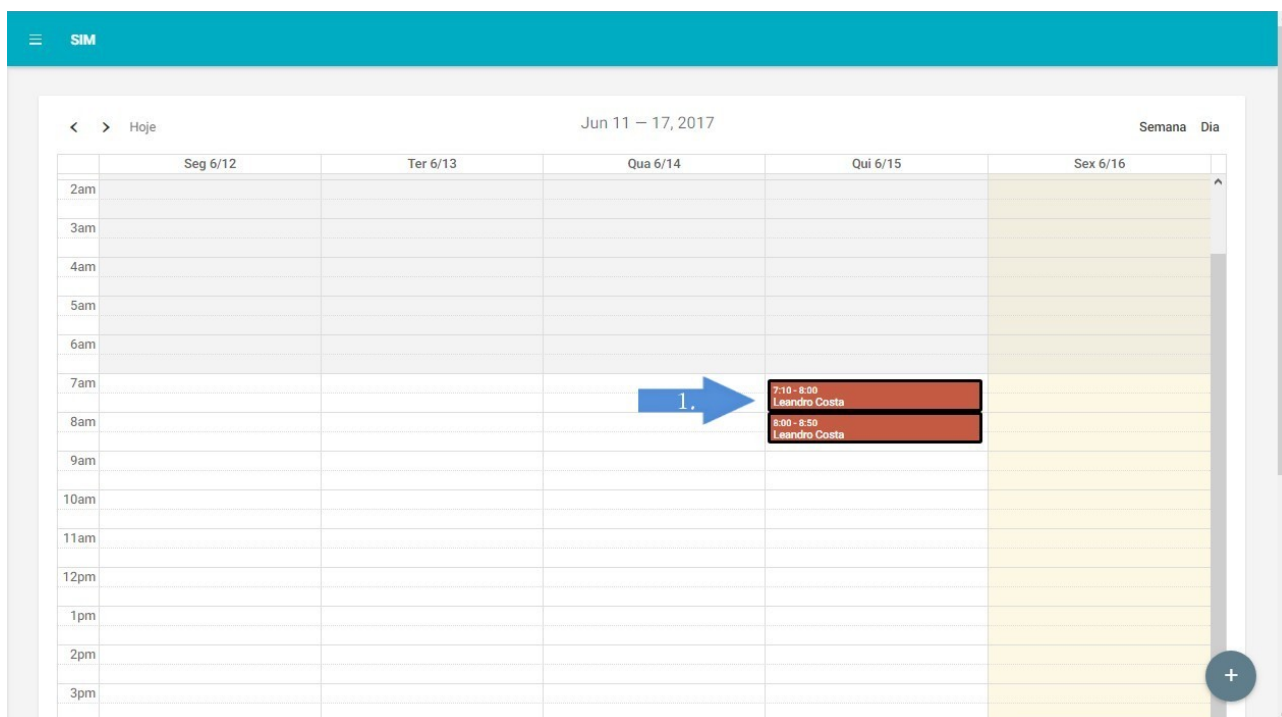 SIM
Hoje
Jun 11 — 17, 2017
Semana Dia
Seg 6/12 Ter 6/13 Qua 6/14 Qui 6/15 Sex 6/16
2am
3am
4am
5am
6am
7am
1.
7:10 - 8:00
Leandro Costa
8am
8:00 - 8:50
Leandro Costa
9am
10am
11am
12pm
1pm
2pm
3pm